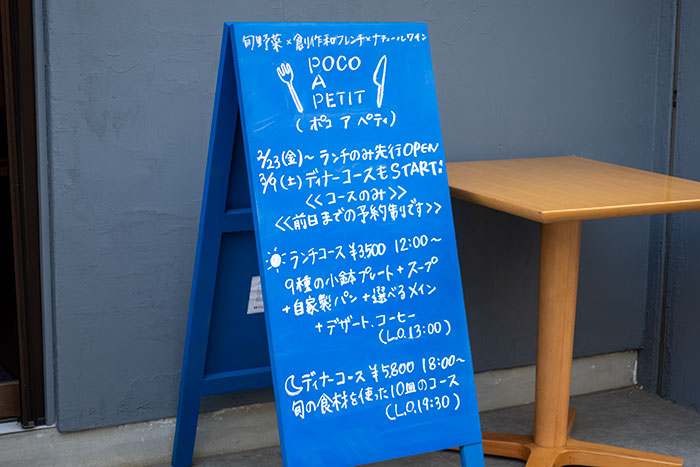 旬野菜×創作和フレンチ×ナチュールワイン
POCO
A
PETIT
(ポコ ア ペティ)
2/23(金)~ ランチのみ先行OPEN
3/9(土)ディナーコースもSTART!
<<コースのみ>>
<<前日までの予約制です>>
ランチコース ¥3,500 12:00~
9種の小鉢プレート+スープ
+自家製パン+選べるメイン
+デザート、コーヒー
(L.O.13:00)
ディナーコース ¥5,800 18:00~
旬の食材を使った10皿のコース
(L.O.19:30)